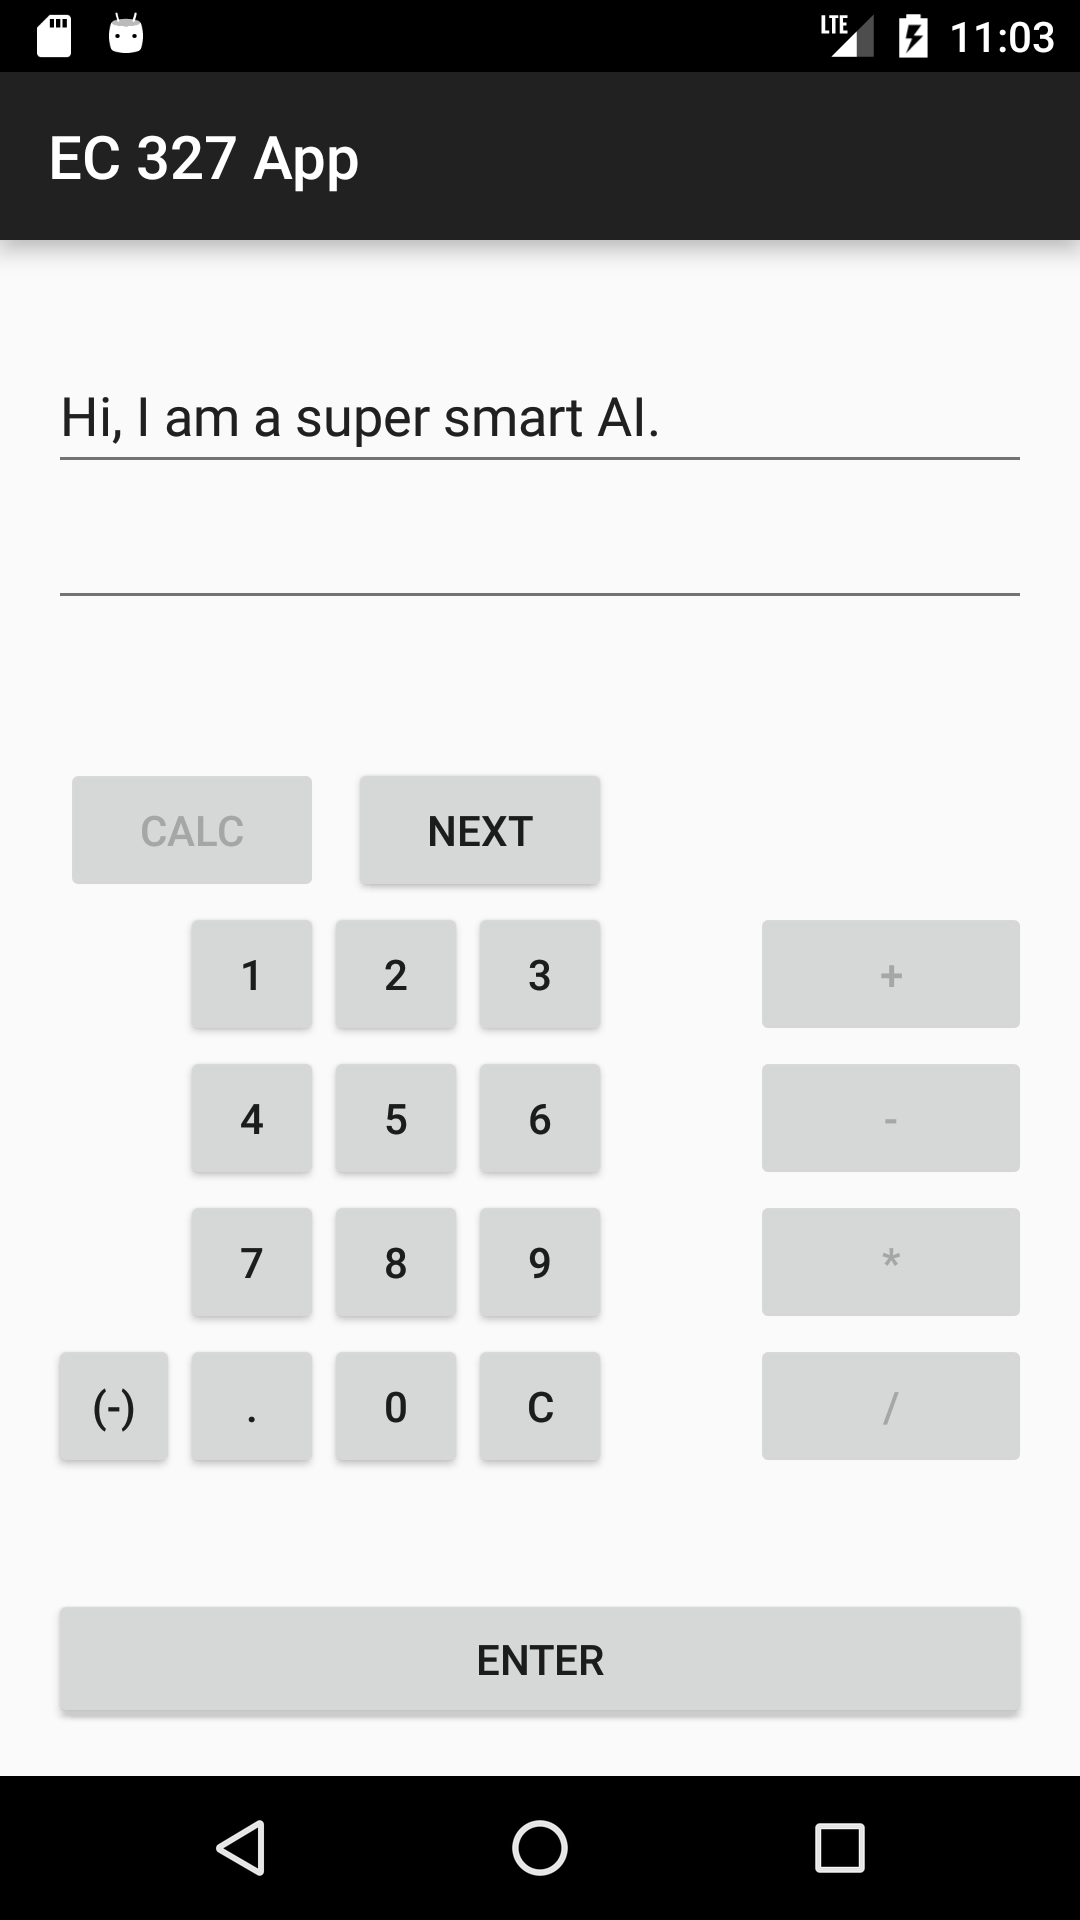 LTE 11:03
EC 327 App
Hi, I am a super smart AI.
CALC NEXT
1 2 3 +
4 5 6 -
7 8 9 *
(-) . 0 C /
ENTER